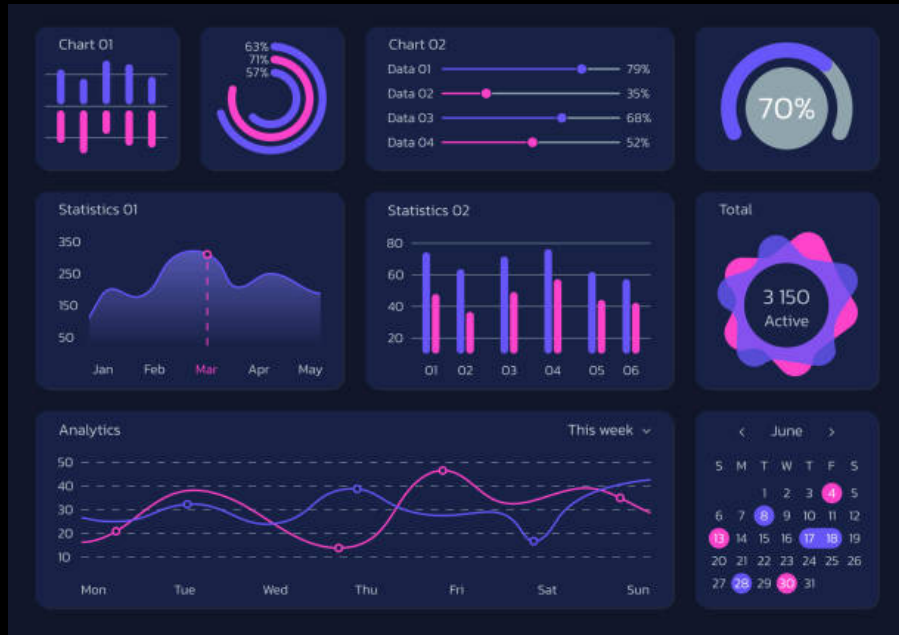 Chart 01
63%
71%
57%
Chart 02
Data 01 79%
Data 02 35%
Data 03 68%
Data 04 52%
70%
Statistics 01
350
250
150
50
Jan Feb Mar Apr May
Statistics 02
80
60
40
20
01 02 03 04 05 06
Total
3 150
Active
Analytics This week
50
40
30
20
10
Mon Tue Wed Thu Fri Sat Sun
< June >
S M T W T F S
1 2 3 4 5
6 7 8 9 10 11 12
13 14 15 16 17 18 19
20 21 22 23 24 25 26
27 28 29 30 31